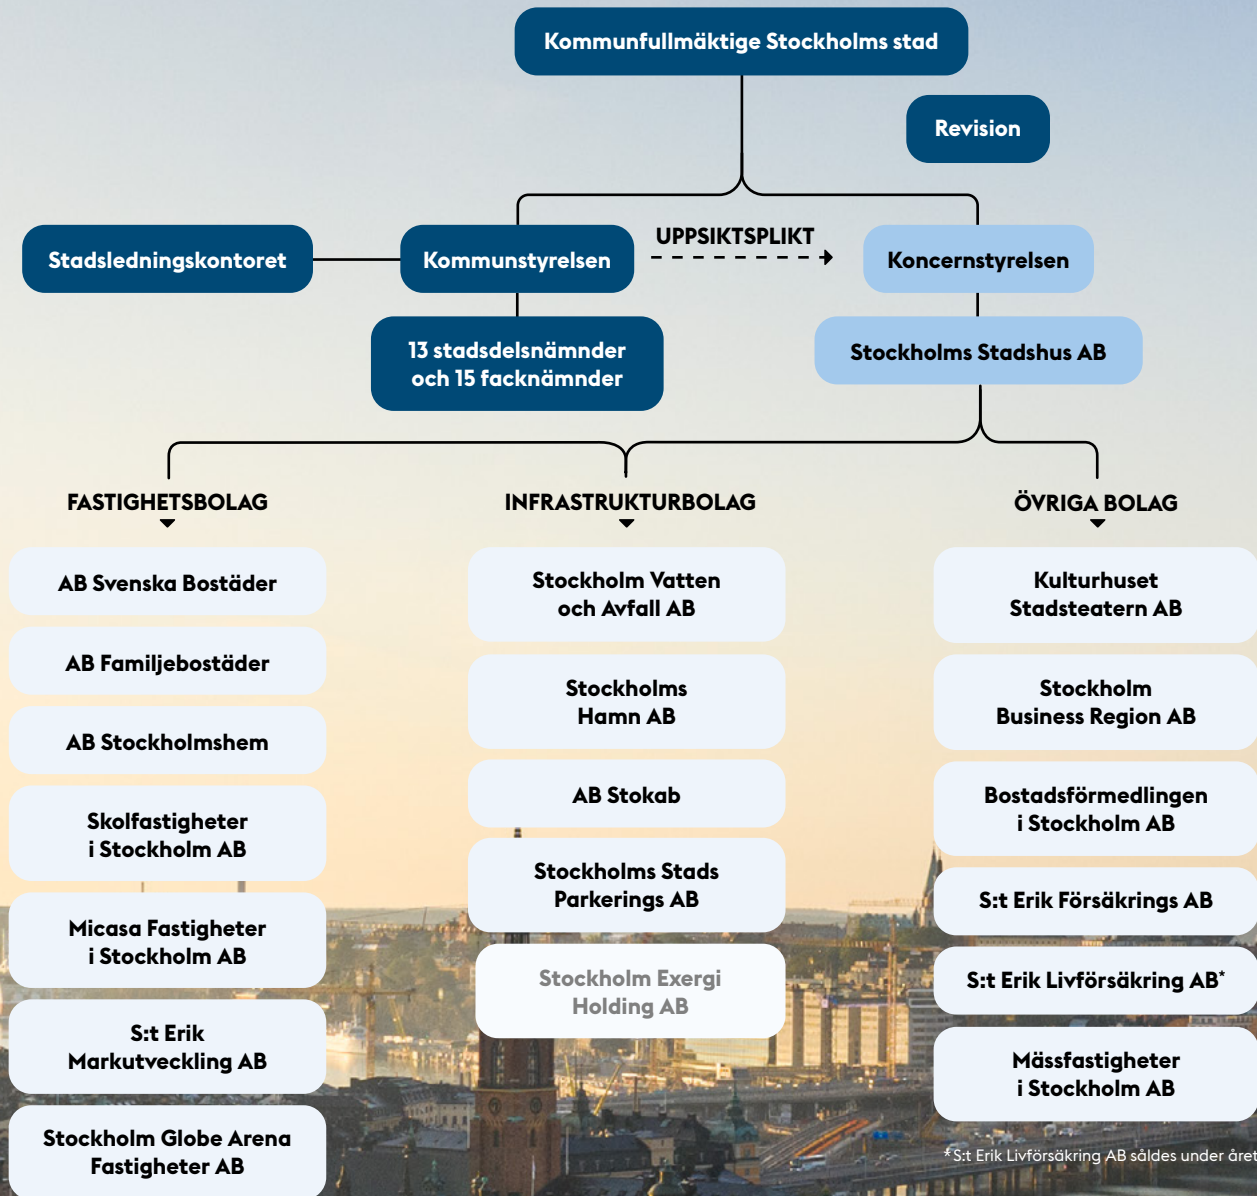 Kommunfullmäktige Stockholms stad
Revision
Stadsledningskontoret
Kommunstyrelsen
UPPSIKTSPLIKT
Koncernstyrelsen
13 stadsdelsnämnder
och 15 facknämnder
Stockholms Stadshus AB
FASTIGHETSBOLAG
AB Svenska Bostäder
AB Familjebostäder
AB Stockholmshem
Skolfastigheter
i Stockholm AB
Micasa Fastigheter
i Stockholm AB
S:t Erik
Markutveckling AB
Stockholm Globe Arena
Fastigheter AB
INFRASTRUKTURBOLAG
Stockholm Vatten
och Avfall AB
Stockholms
Hamn AB
AB Stokab
Stockholms Stads
Parkerings AB
Stockholm Exergi
Holding AB
ÖVRIGA BOLAG
Kulturhuset
Stadsteatern AB
Stockholm
Business Region AB
Bostadsförmedlingen
i Stockholm AB
S:t Erik Försäkrings AB
S:t Erik Livförsäkring AB*
Mässfastigheter
i Stockholm AB
*S:t Erik Livförsäkring AB såldes under året